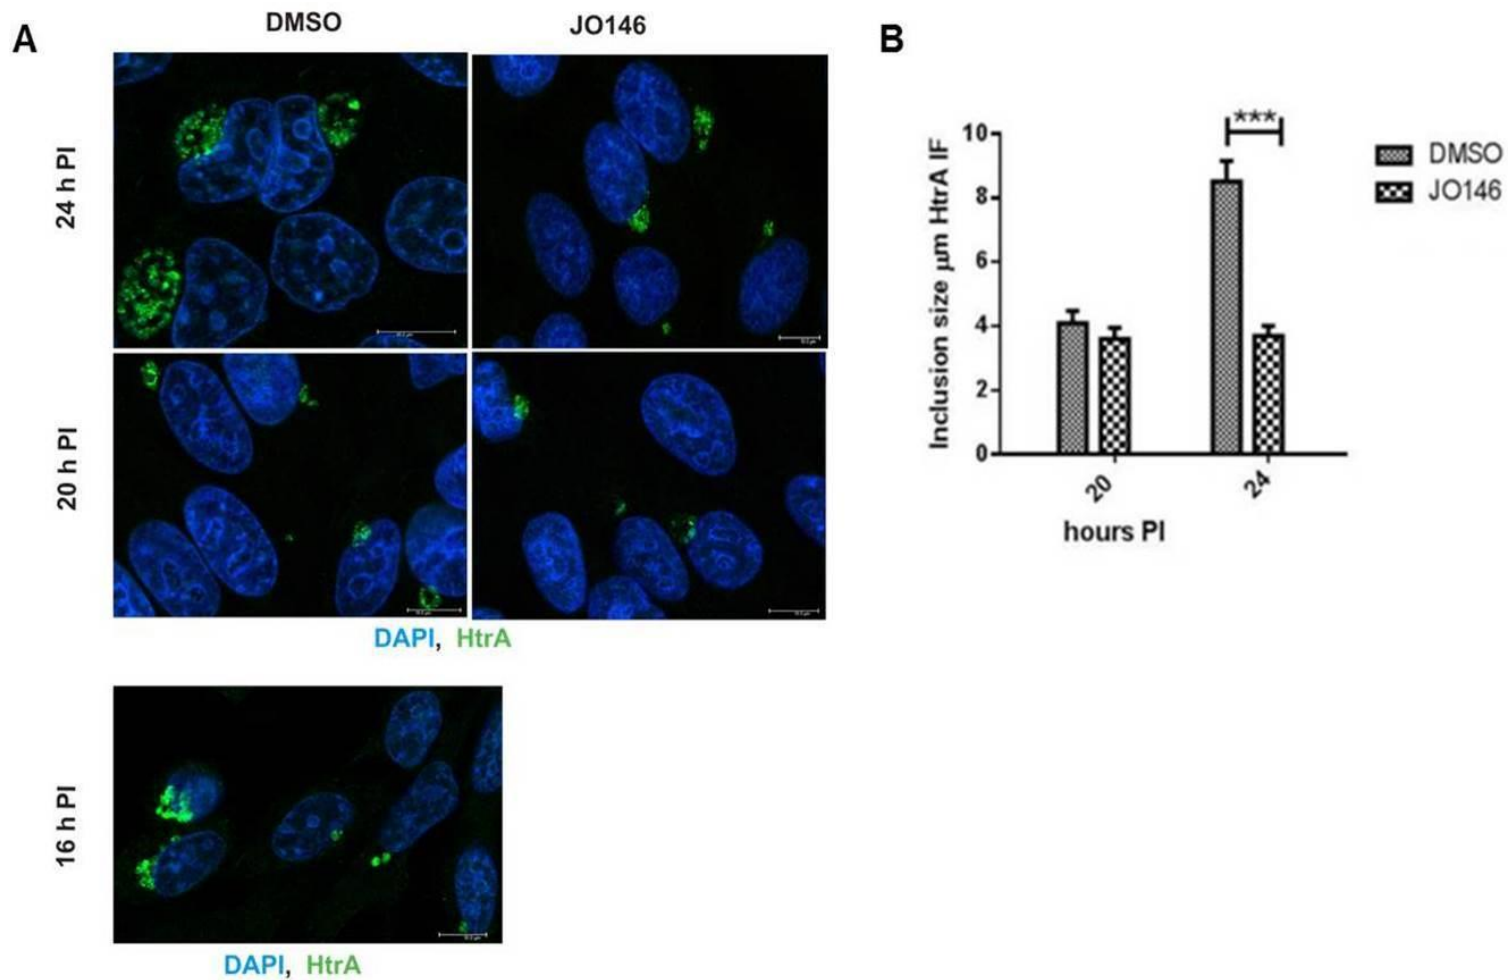 A
DMSO
JO146
24 h PI
20 h PI
DAPI, HtrA
16 h PI
DAPI, HtrA
B
Inclusion size µm HtrA IF
10
8
6
4
2
0
***
20
24
hours PI
DMSO
JO146